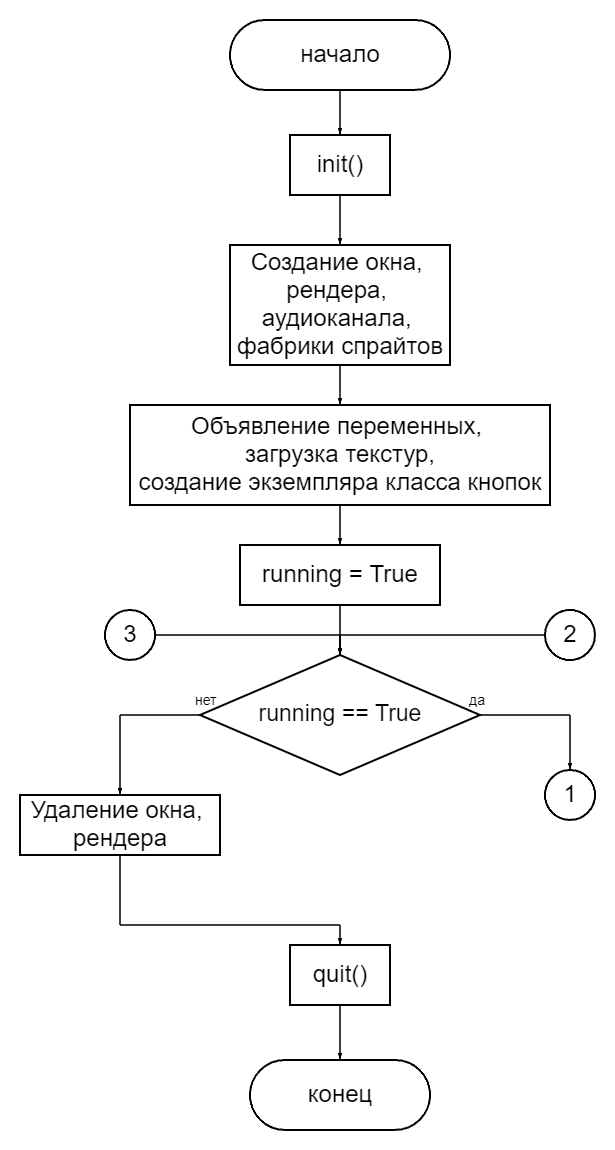 начало
init()
Создание окна,
рендера,
аудиоканала,
фабрики спрайтов
Объявление переменных,
загрузка текстур,
создание экземпляра класса кнопок
running = True
3
2
нет
running == True
да
1
Удаление окна,
рендера
quit()
конец